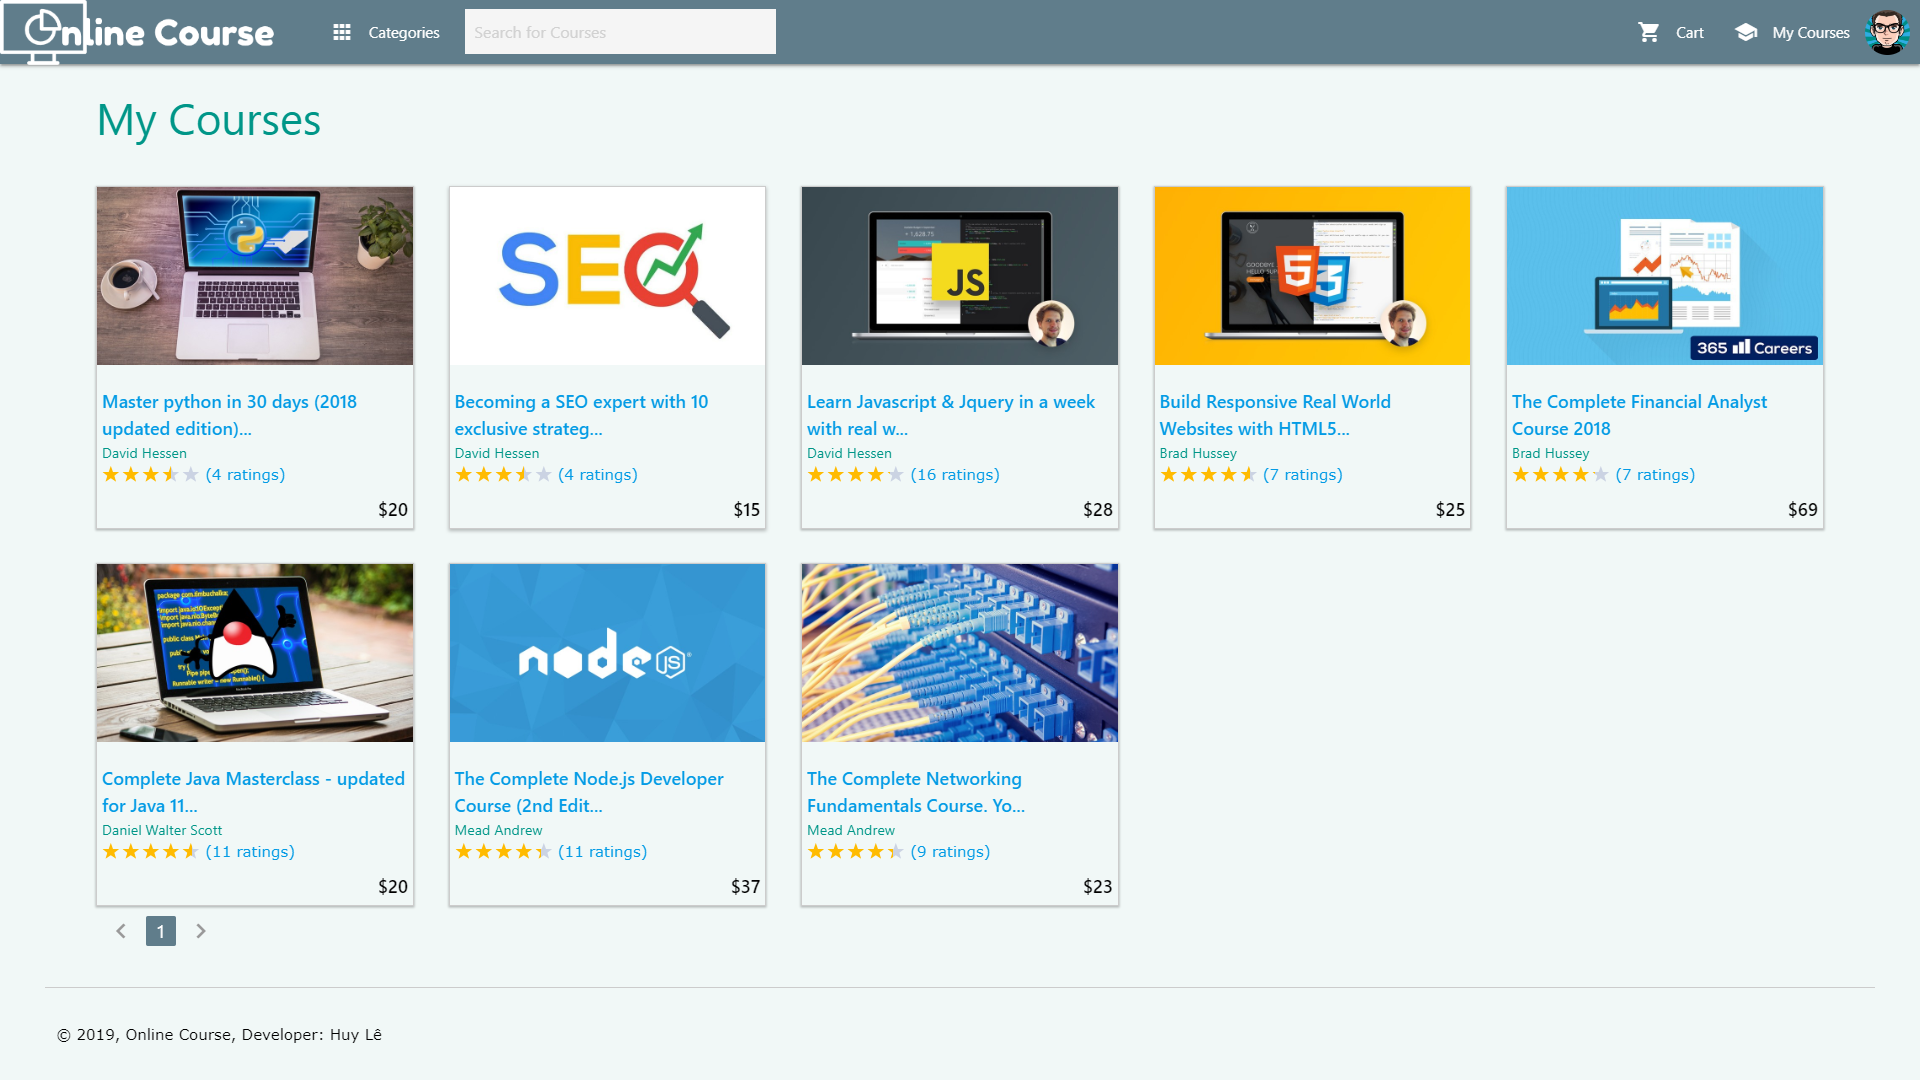 Online Course
Categories
Search for Courses
Cart
My Courses
My Courses
SEO
JS
5
3
365 Careers
Master python in 30 days (2018
updated edition)...
David Hessen
(4 ratings)
$20
Becoming a SEO expert with 10
exclusive strateg...
David Hessen
(4 ratings)
$15
Learn Javascript & Jquery in a week
with real w...
David Hessen
(16 ratings)
$28
Build Responsive Real World
Websites with HTML5...
Brad Hussey
(7 ratings)
$25
The Complete Financial Analyst
Course 2018
Brad Hussey
(7 ratings)
$69
node JS
Complete Java Masterclass - updated
for Java 11...
Daniel Walter Scott
(11 ratings)
$20
The Complete Node.js Developer
Course (2nd Edit...
Mead Andrew
(11 ratings)
$37
The Complete Networking
Fundamentals Course. Yo...
Mead Andrew
(9 ratings)
$23
1
© 2019, Online Course, Developer: Huy Lê